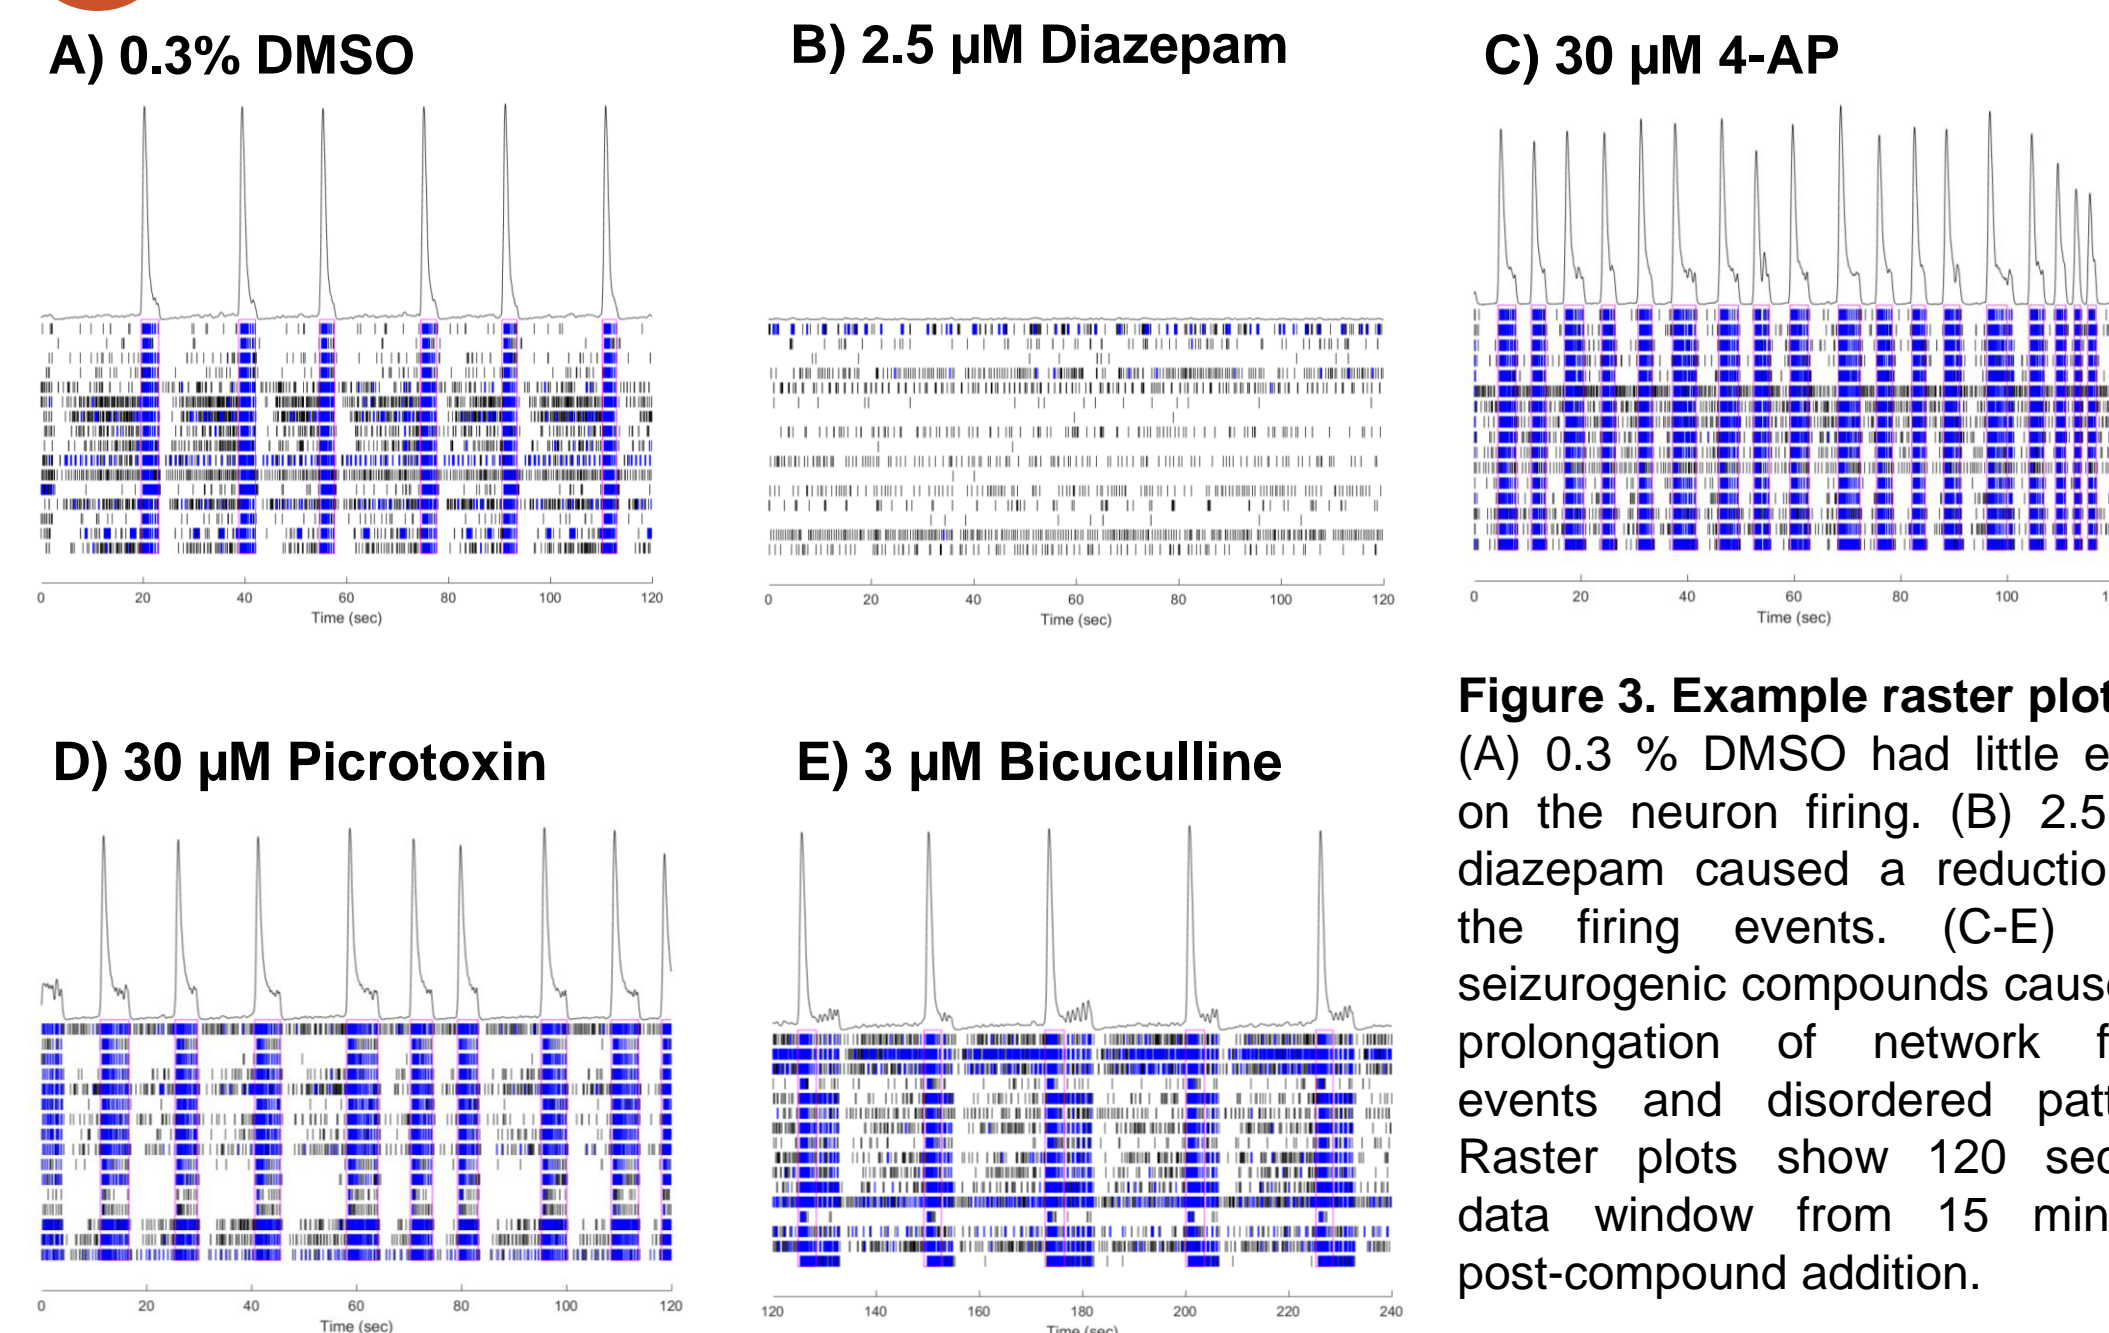 A) 0.3% DMSO
B) 2.5 µM Diazepam
C) 30 µM 4-AP
0 20 40 60 80 100 120
Time (sec)
0 20 40 60 80 100 120
Time (sec)
0 20 40 60 80 100
Time (sec)
D) 30 µM Picrotoxin
E) 3 µM Bicuculline
0 20 40 60 80 100 120
Time (sec)
120 140 160 180 200 220 240
Time (sec)
Figure 3. Example raster plot
(A) 0.3 % DMSO had little e
on the neuron firing. (B) 2.5
diazepam caused a reductio
the firing events. (C-E)
seizurogenic compounds cause
prolongation of network f
events and disordered patt
Raster plots show 120 sec
data window from 15 min
post-compound addition.